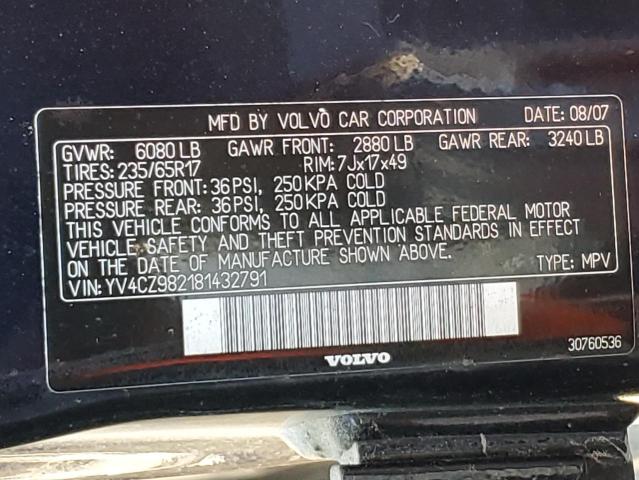 MFD BY VOLVO CAR CORPORATION DATE: 08/07
GVWR: 6080 LB GAWR FRONT: 2880 LB GAWR REAR: 3240 LB
TIRES: 235/65R17 RIM: 7Jx17x49
PRESSURE FRONT: 36 PSI, 250 KPA COLD
PRESSURE REAR: 36 PSI, 250 KPA COLD
THIS VEHICLE CONFORMS TO ALL APPLICABLE FEDERAL MOTOR
VEHICLE SAFETY AND THEFT PREVENTION STANDARDS IN EFFECT
ON THE DATE OF MANUFACTURE SHOWN ABOVE.
TYPE: MPV
VIN: YV4CZ982181432791
30760536
VOLVO